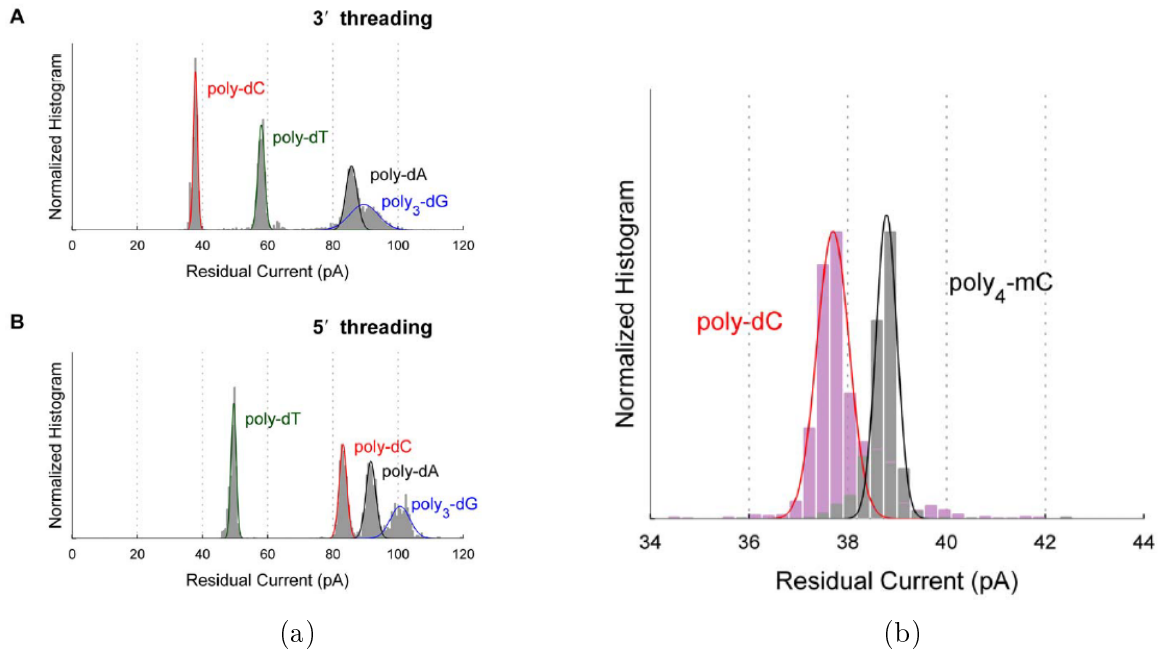 A
3′ threading
Normalized Histogram
poly-dC
poly-dT
poly-dA
poly3-dG
0 20 40 60 80 100 120
Residual Current (pA)
B
5′ threading
Normalized Histogram
poly-dT
poly-dC
poly-dA
poly3-dG
0 20 40 60 80 100 120
Residual Current (pA)
(a)
Normalized Histogram
poly-dC
poly4-mC
34 36 38 40 42 44
Residual Current (pA)
(b)